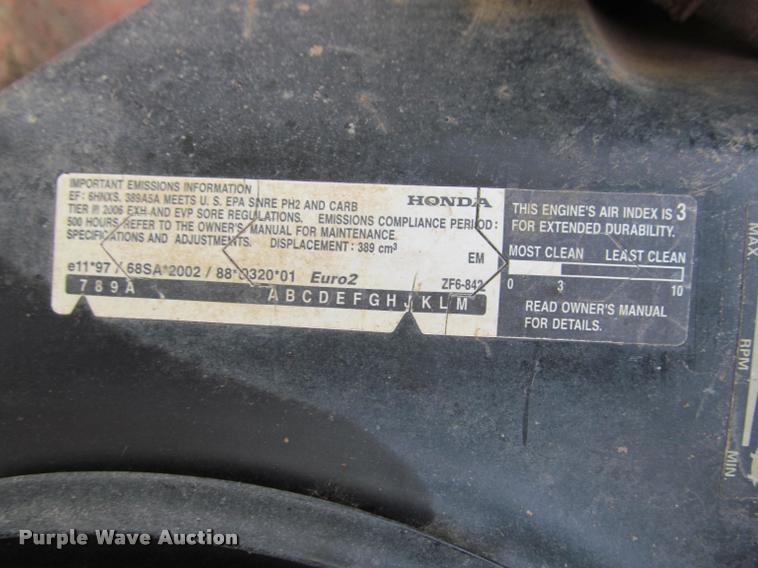 IMPORTANT EMISSIONS INFORMATION
EF: 6HNXS. 389A5A MEETS U. S. EPA SNRE PH2 AND CARB
HONDA
TIER III 2006 EXH AND EVP SORE REGULATIONS. EMISSIONS COMPLIANCE PERIOD:
500 HOURS. REFER TO THE OWNER'S MANUAL FOR MAINTENANCE
SPECIFICATIONS AND ADJUSTMENTS. DISPLACEMENT: 389 cm³
EM
e11*97 / 68SA*2002 / 88*0320*01 Euro2
ZF6-842
7 8 9 A A B C D E F G H J K L M
THIS ENGINE'S AIR INDEX IS 3
FOR EXTENDED DURABILITY.
MOST CLEAN LEAST CLEAN
0 3 10
READ OWNER'S MANUAL
FOR DETAILS.
MAX
RPM
MIN.
Purple Wave Auction